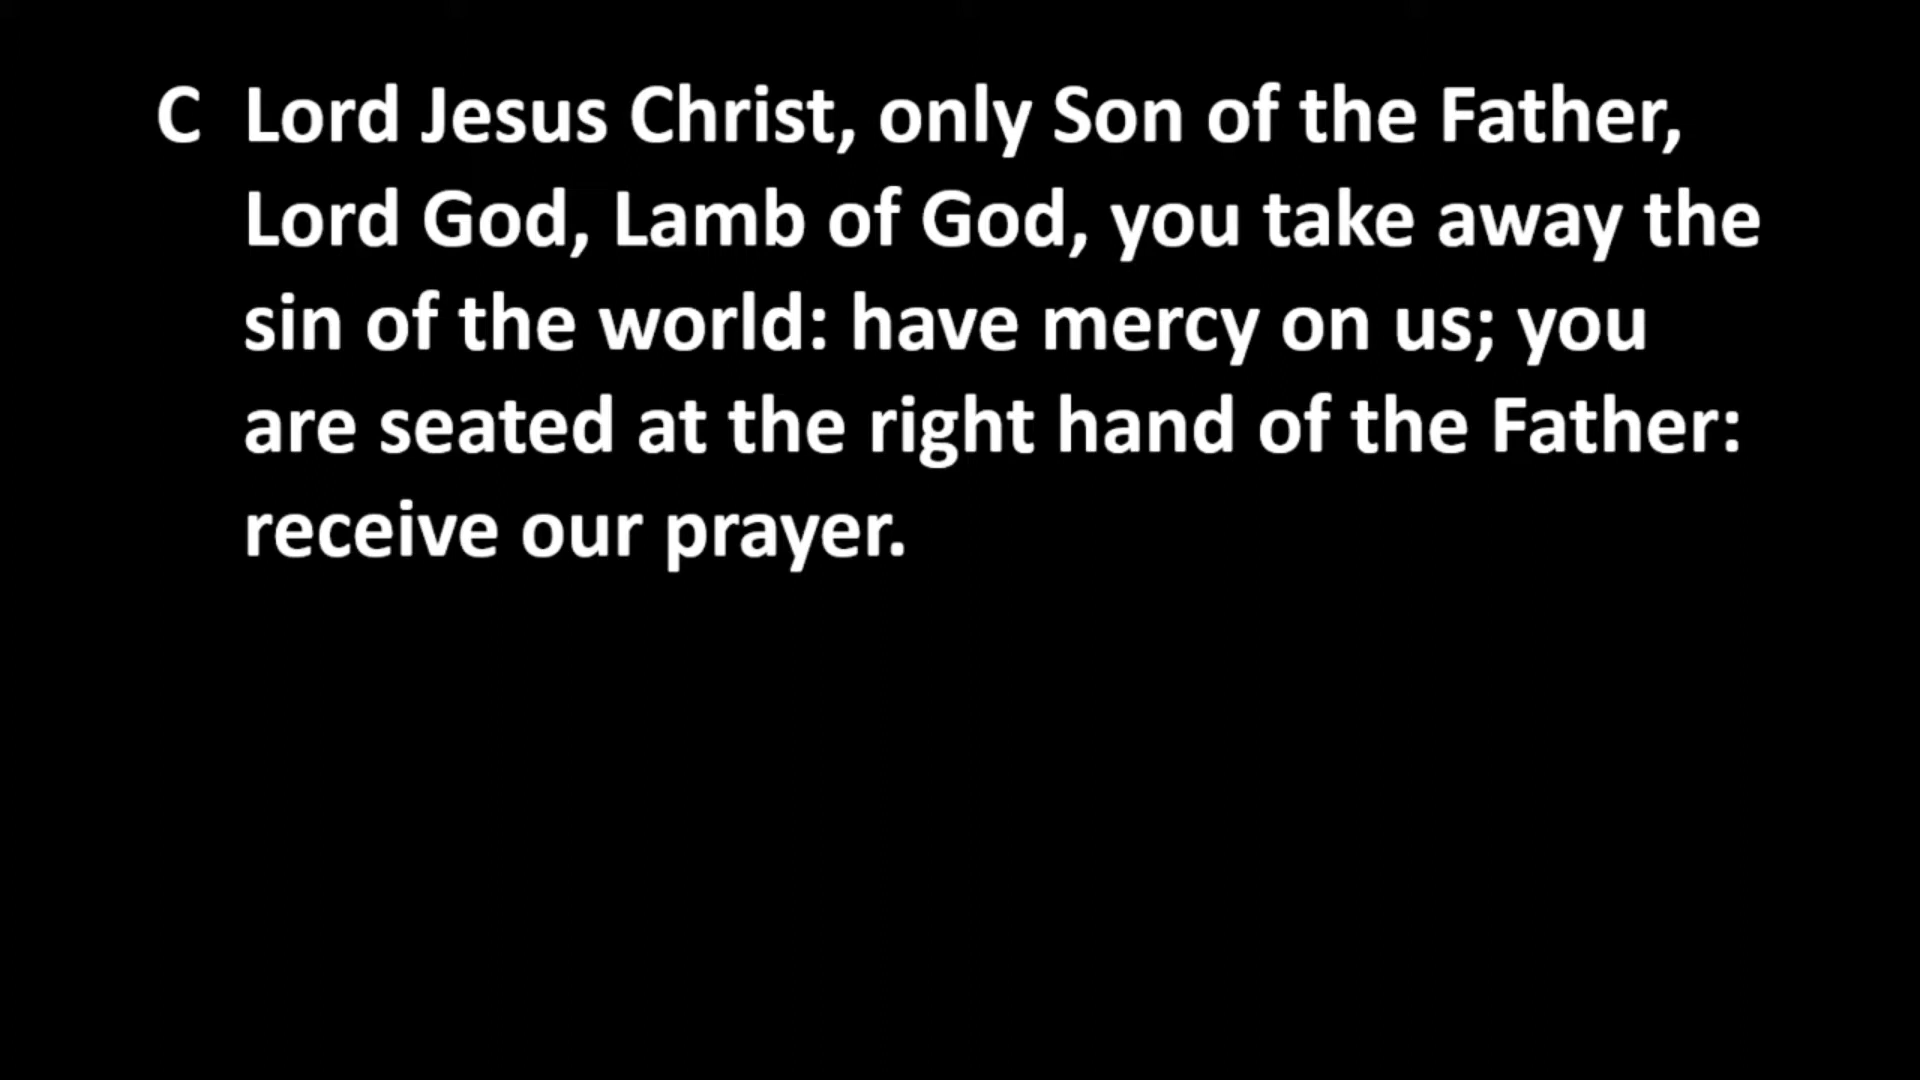 C Lord Jesus Christ, only Son of the Father,
Lord God, Lamb of God, you take away the
sin of the world: have mercy on us; you
are seated at the right hand of the Father:
receive our prayer.